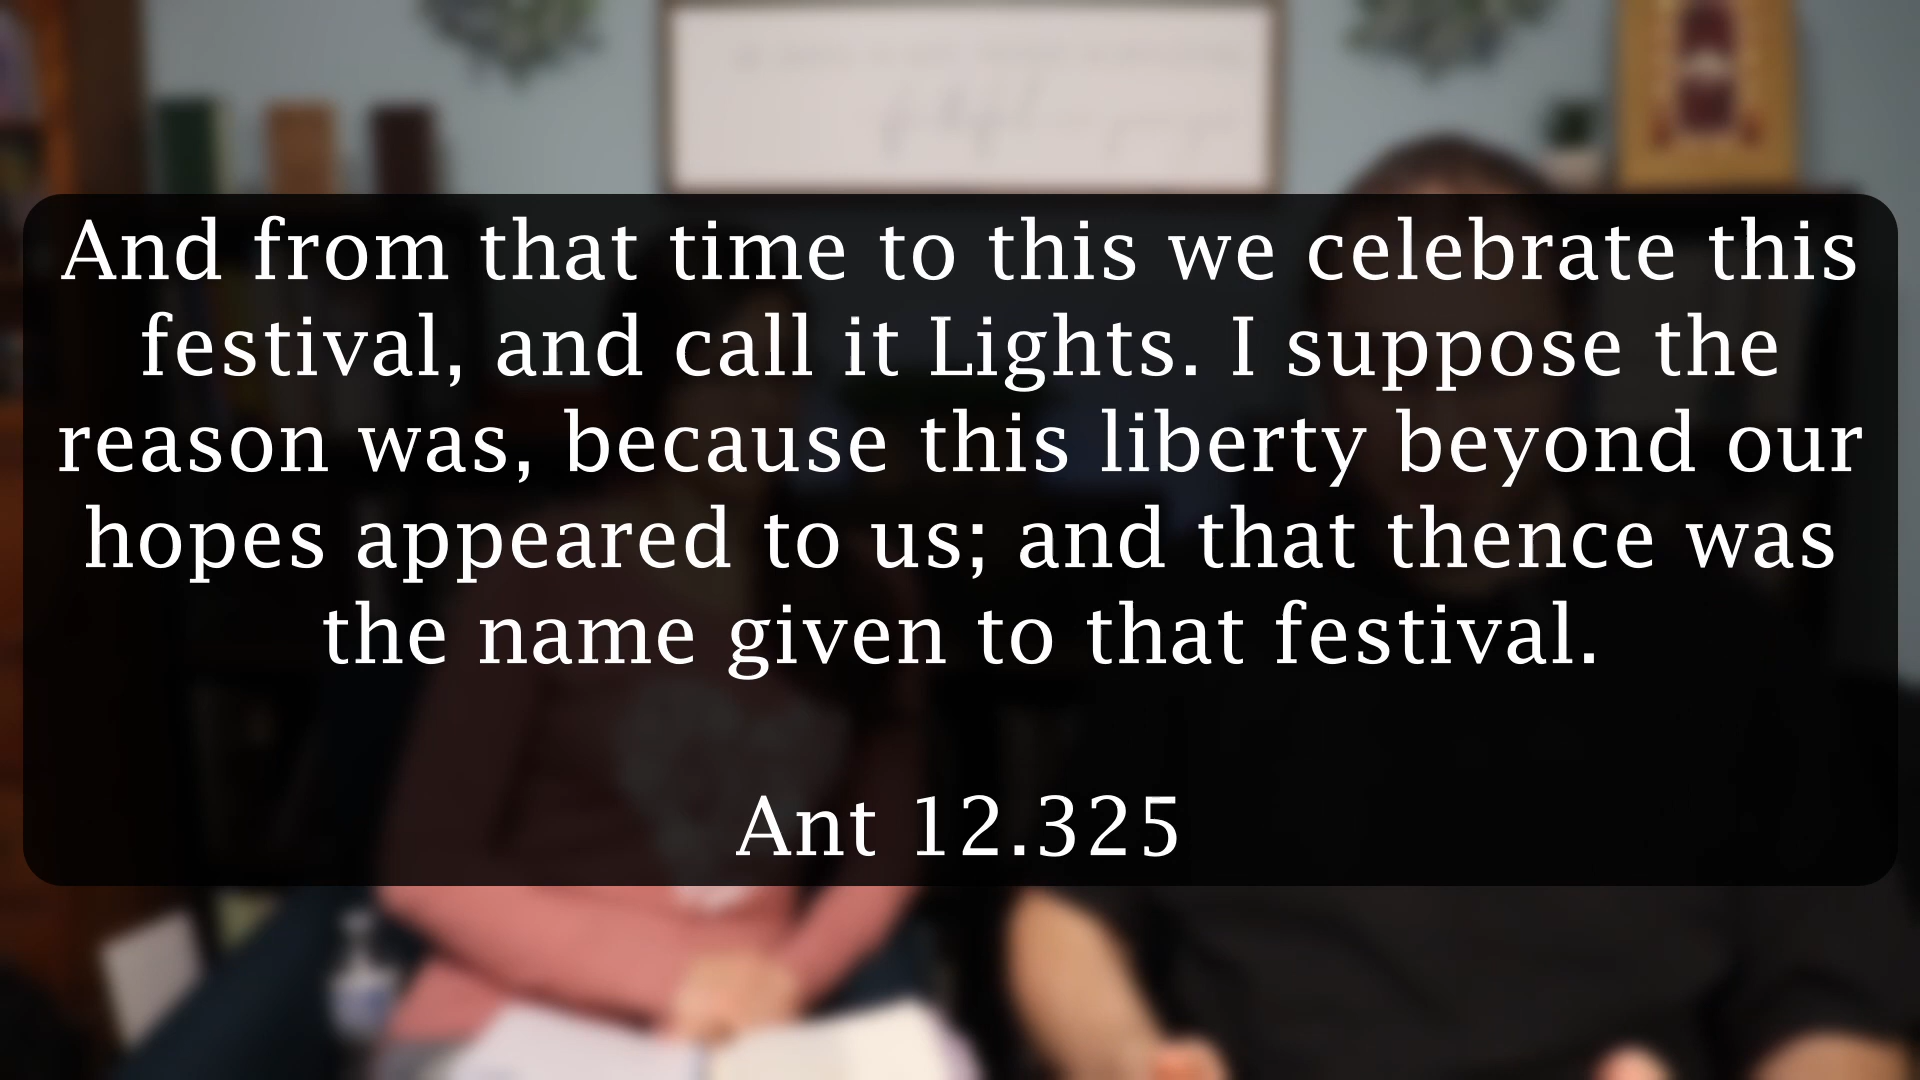 And from that time to this we celebrate this
festival, and call it Lights. I suppose the
reason was, because this liberty beyond our
hopes appeared to us; and that thence was
the name given to that festival.
Ant 12.325